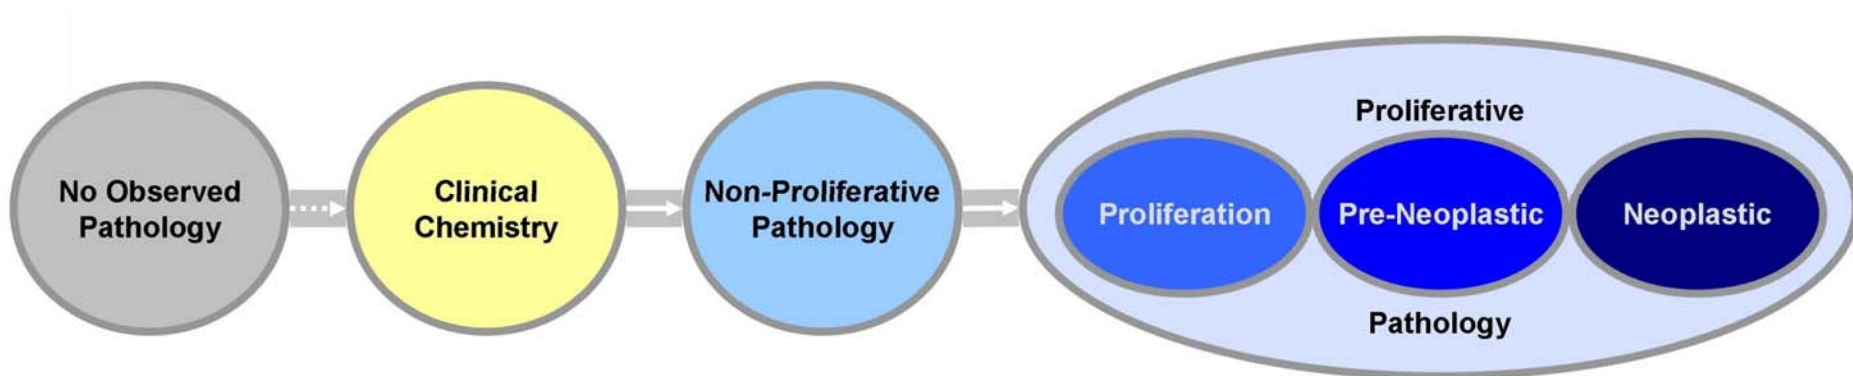 No Observed
Pathology
Clinical
Chemistry
Non-Proliferative
Pathology
Proliferative
Proliferation
Pre-Neoplastic
Neoplastic
Pathology